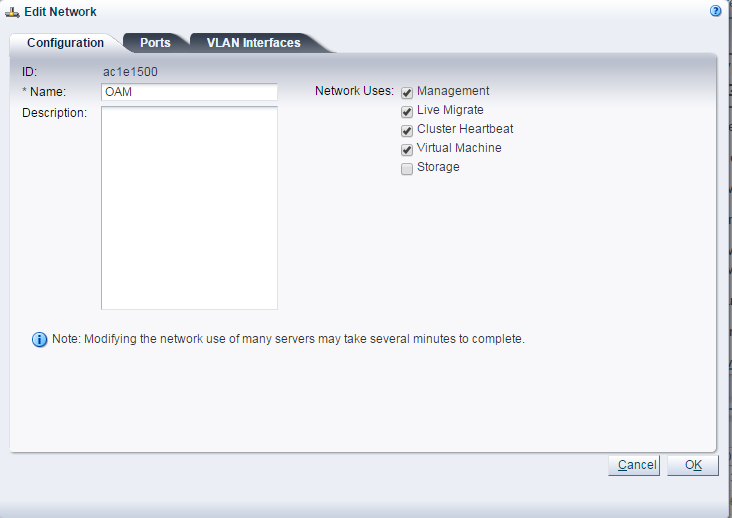 Edit Network
Configuration Ports VLAN Interfaces
ID: ac1e1500
* Name: OAM
Description:
Network Uses: Management
Live Migrate
Cluster Heartbeat
Virtual Machine
Storage
Note: Modifying the network use of many servers may take several minutes to complete.
Cancel OK